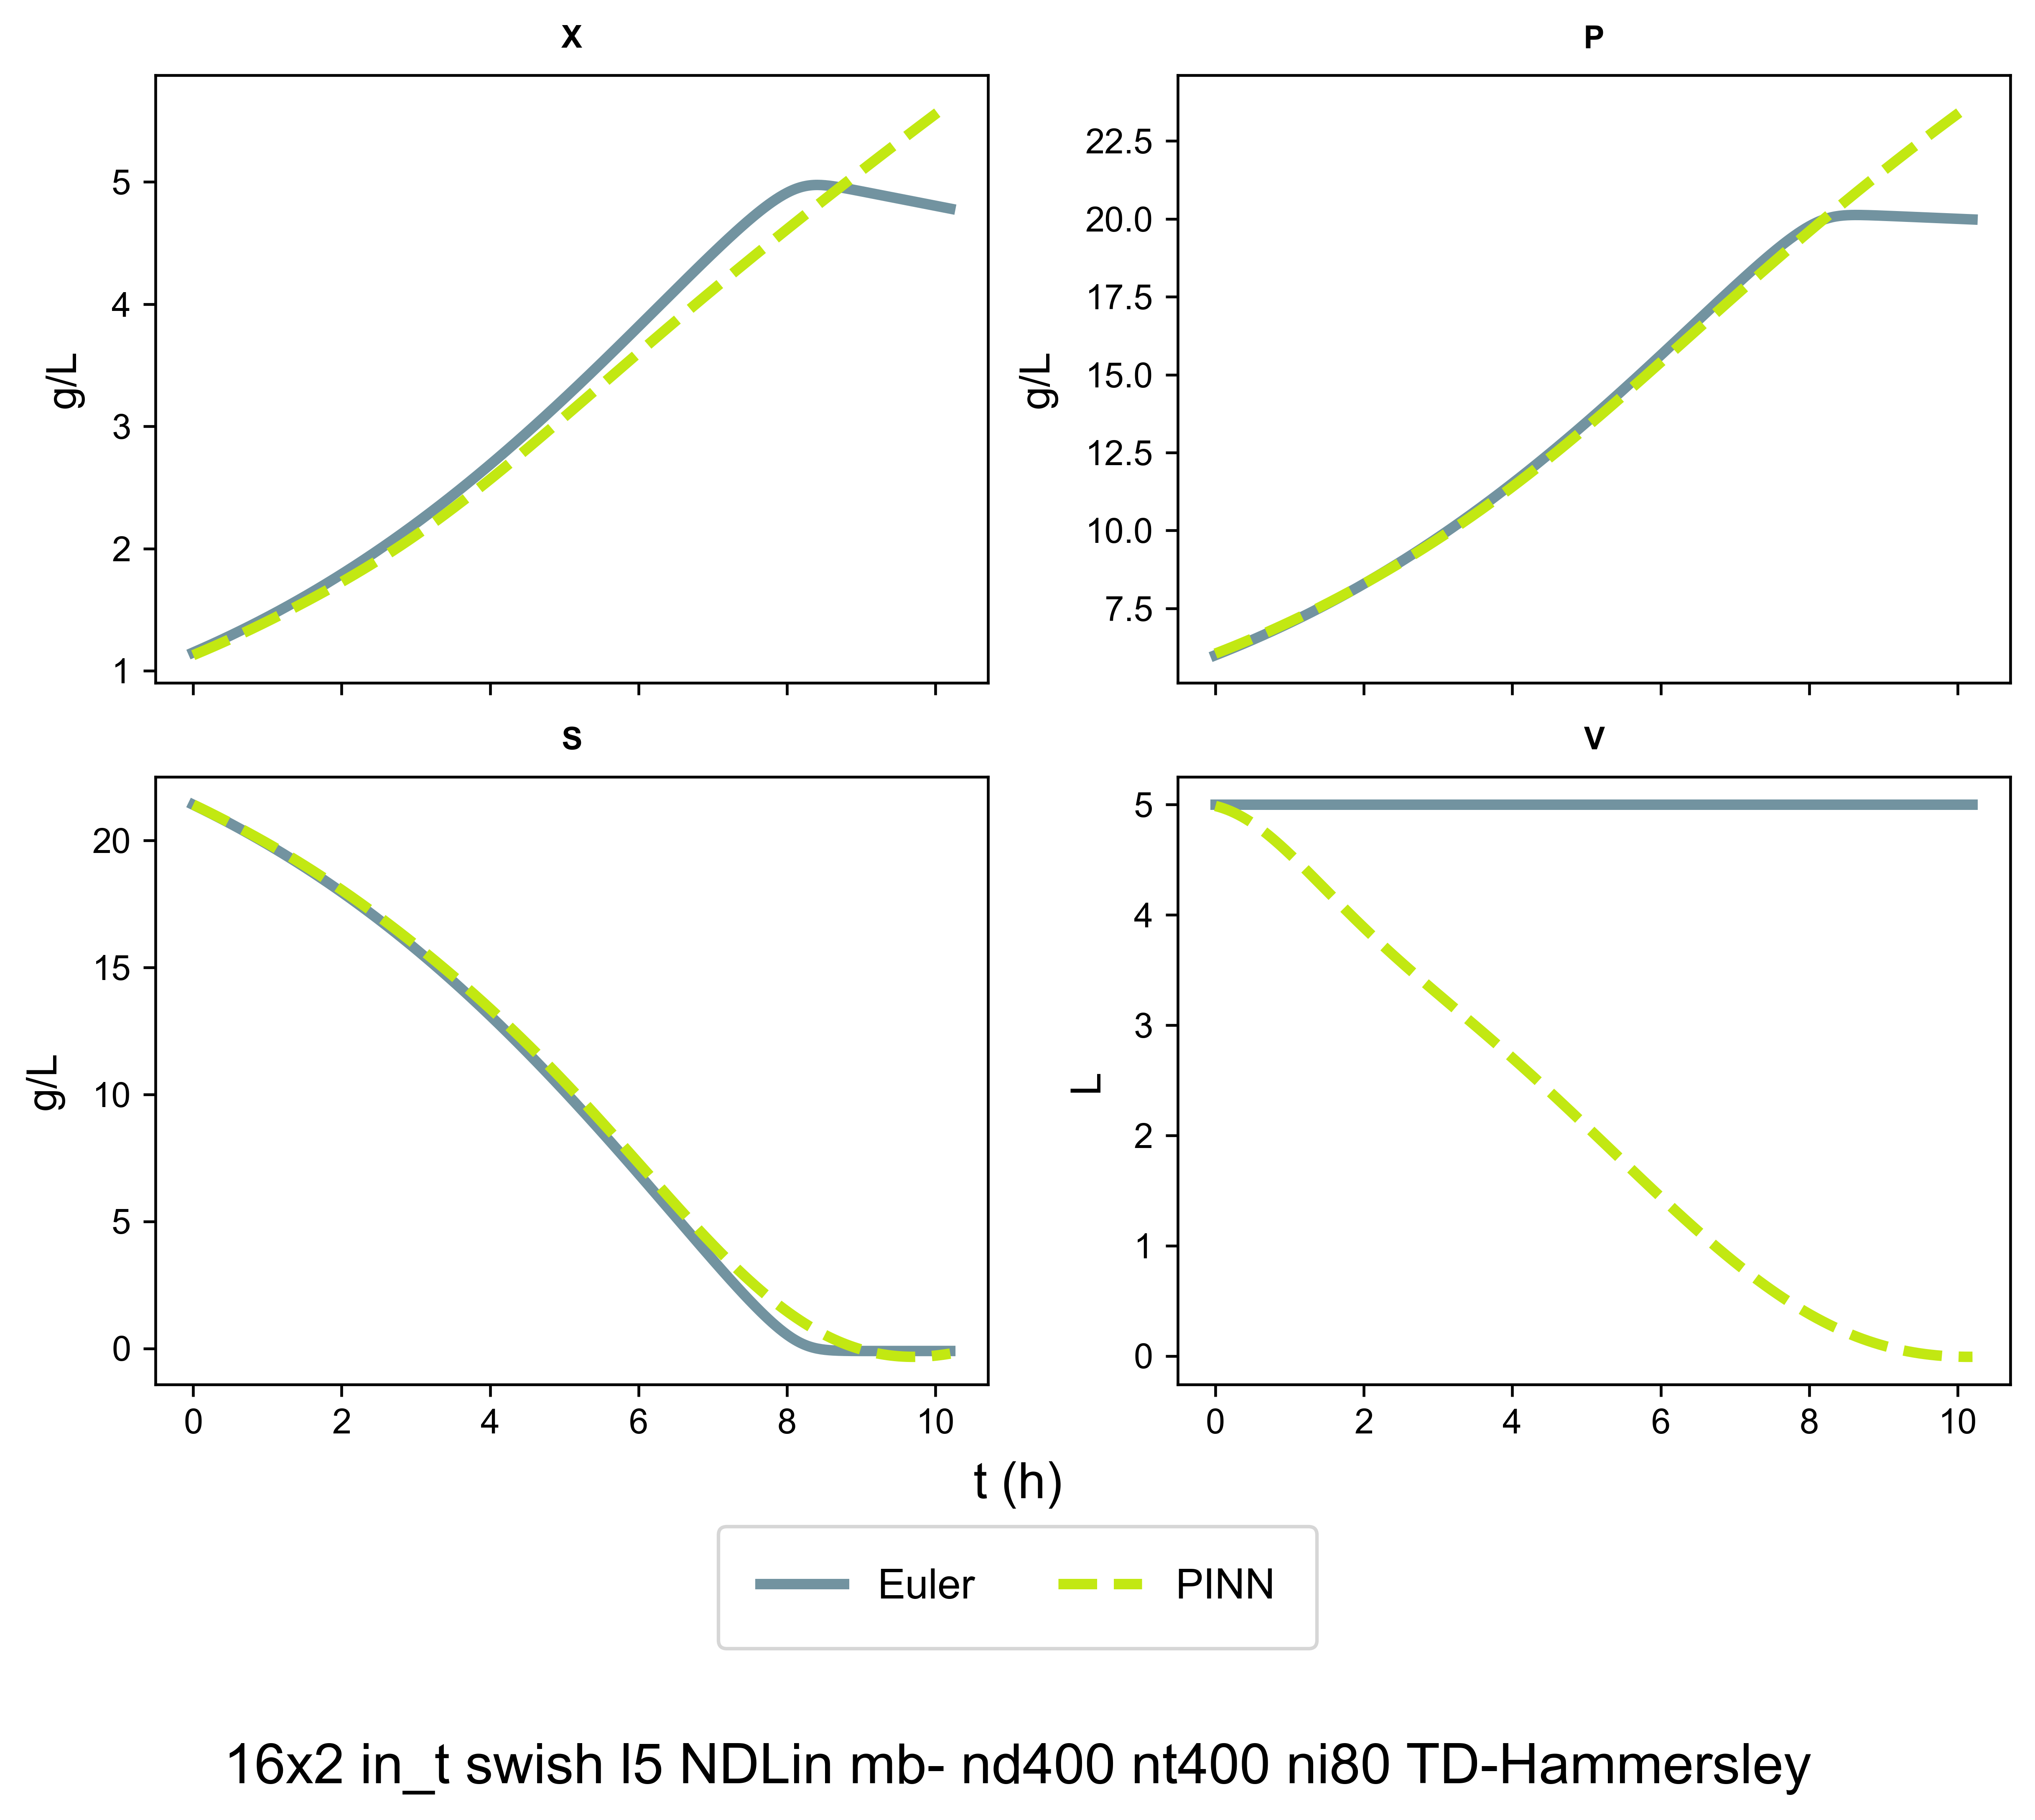 X
P
5
4
3
2
1
g/L
22.5
20.0
17.5
15.0
12.5
10.0
7.5
g/L
S
V
20
15
10
5
0
g/L
0 2 4 6 8 10
5
4
3
2
1
0
L
0 2 4 6 8 10
t (h)
Euler PINN
16x2 in_t swish l5 NDLin mb- nd400 nt400 ni80 TD-Hammersley